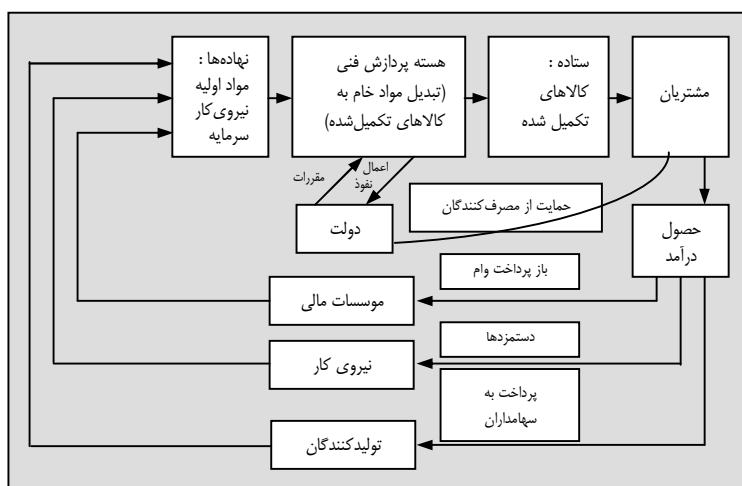 نهاده‌ها :
مواد اولیه
نیروی‌کار
سرمایه
هسته پردازش فنی
(تبدیل مواد خام به
کالاهای تکمیل‌شده)
ستاده :
کالاهای
تکمیل شده
مشتریان
مقررات
اعمال
نفوذ
دولت
حمایت از مصرف‌کنندگان
حصول
درآمد
باز پرداخت وام
موسسات مالی
دستمزدها
نیروی کار
پرداخت به
سهامداران
تولیدکنندگان